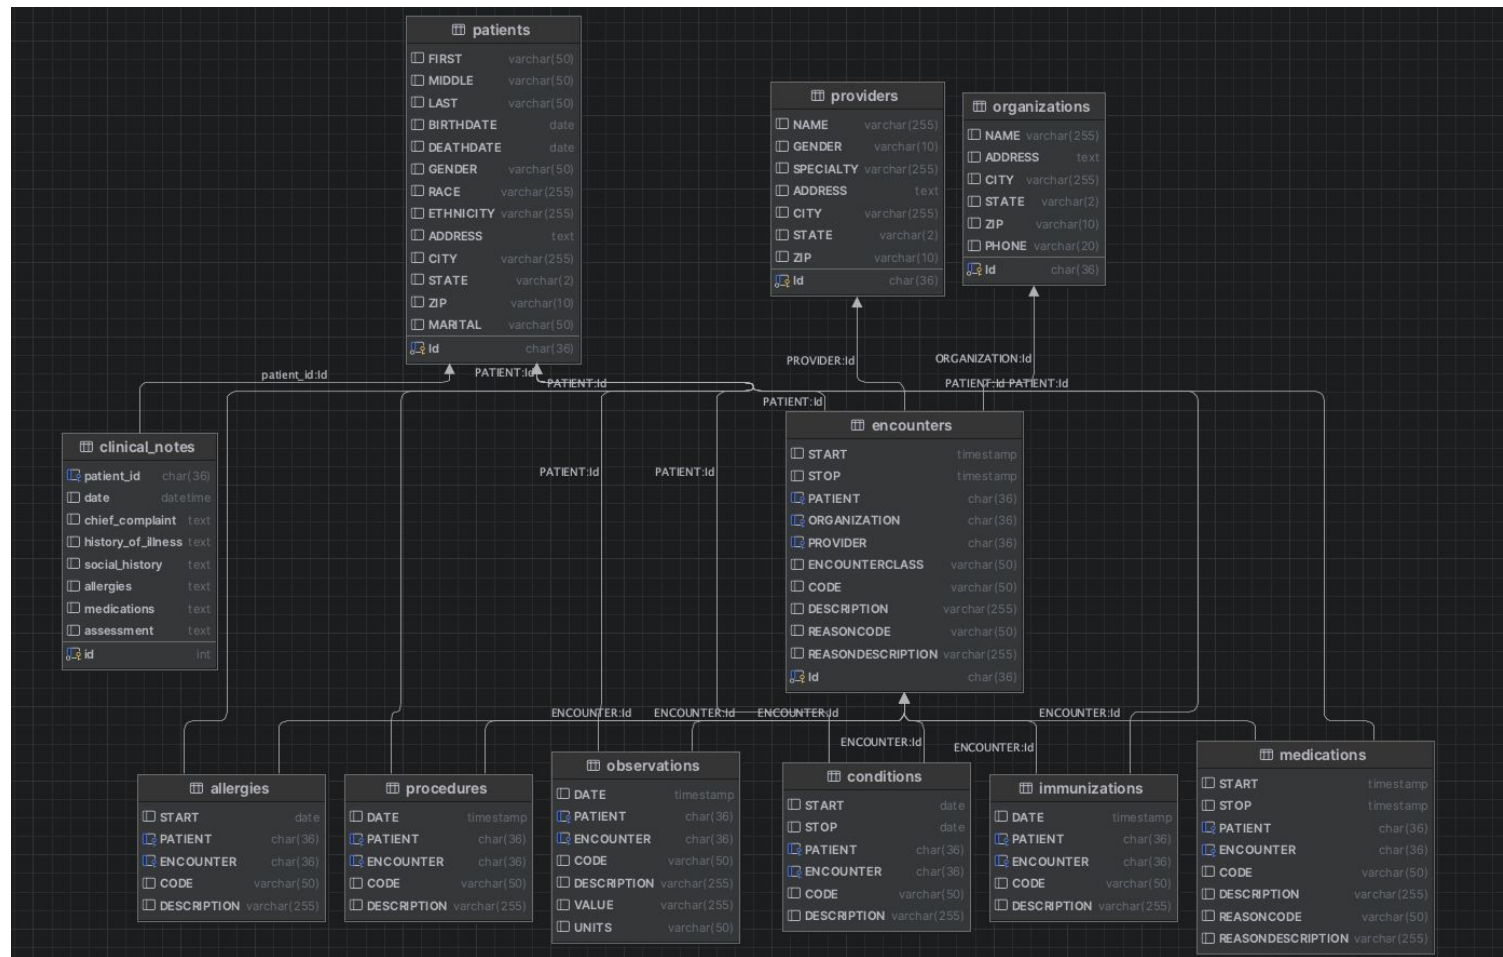 patients
FIRST varchar(50)
MIDDLE varchar(50)
LAST varchar(50)
BIRTHDATE date
DEATHDATE date
GENDER varchar(50)
RACE varchar(255)
ETHNICITY varchar(255)
ADDRESS text
CITY varchar(255)
STATE varchar(2)
ZIP varchar(10)
MARITAL varchar(50)
Id char(36)
providers
NAME varchar(255)
GENDER varchar(10)
SPECIALTY varchar(255)
ADDRESS text
CITY varchar(255)
STATE varchar(2)
ZIP varchar(10)
Id char(36)
organizations
NAME varchar(255)
ADDRESS text
CITY varchar(255)
STATE varchar(2)
ZIP varchar(10)
PHONE varchar(20)
Id char(36)
PROVIDER:Id
ORGANIZATION:Id
patient_id:Id
PATIENT:Id
PATIENT:Id
PATIENT:Id PATIENT:Id
PATIENT:Id
PATIENT:Id
PATIENT:Id
clinical_notes
patient_id char(36)
date datetime
chief_complaint text
history_of_illness text
social_history text
allergies text
medications text
assessment text
id int
encounters
START timestamp
STOP timestamp
PATIENT char(36)
ORGANIZATION char(36)
PROVIDER char(36)
ENCOUNTERCLASS varchar(50)
CODE varchar(50)
DESCRIPTION varchar(255)
REASONCODE varchar(50)
REASONDESCRIPTION varchar(255)
Id char(36)
ENCOUNTER:Id
ENCOUNTER:Id
ENCOUNTER:Id
ENCOUNTER:Id
ENCOUNTER:Id
ENCOUNTER:Id
allergies
START date
PATIENT char(36)
ENCOUNTER char(36)
CODE varchar(50)
DESCRIPTION varchar(255)
procedures
DATE timestamp
PATIENT char(36)
ENCOUNTER char(36)
CODE varchar(50)
DESCRIPTION varchar(255)
observations
DATE timestamp
PATIENT char(36)
ENCOUNTER char(36)
CODE varchar(50)
DESCRIPTION varchar(255)
VALUE varchar(255)
UNITS varchar(50)
conditions
START date
STOP date
PATIENT char(36)
ENCOUNTER char(36)
CODE varchar(50)
DESCRIPTION varchar(255)
immunizations
DATE timestamp
PATIENT char(36)
ENCOUNTER char(36)
CODE varchar(50)
DESCRIPTION varchar(255)
medications
START timestamp
STOP timestamp
PATIENT char(36)
ENCOUNTER char(36)
CODE varchar(50)
DESCRIPTION varchar(255)
REASONCODE varchar(50)
REASONDESCRIPTION varchar(255)